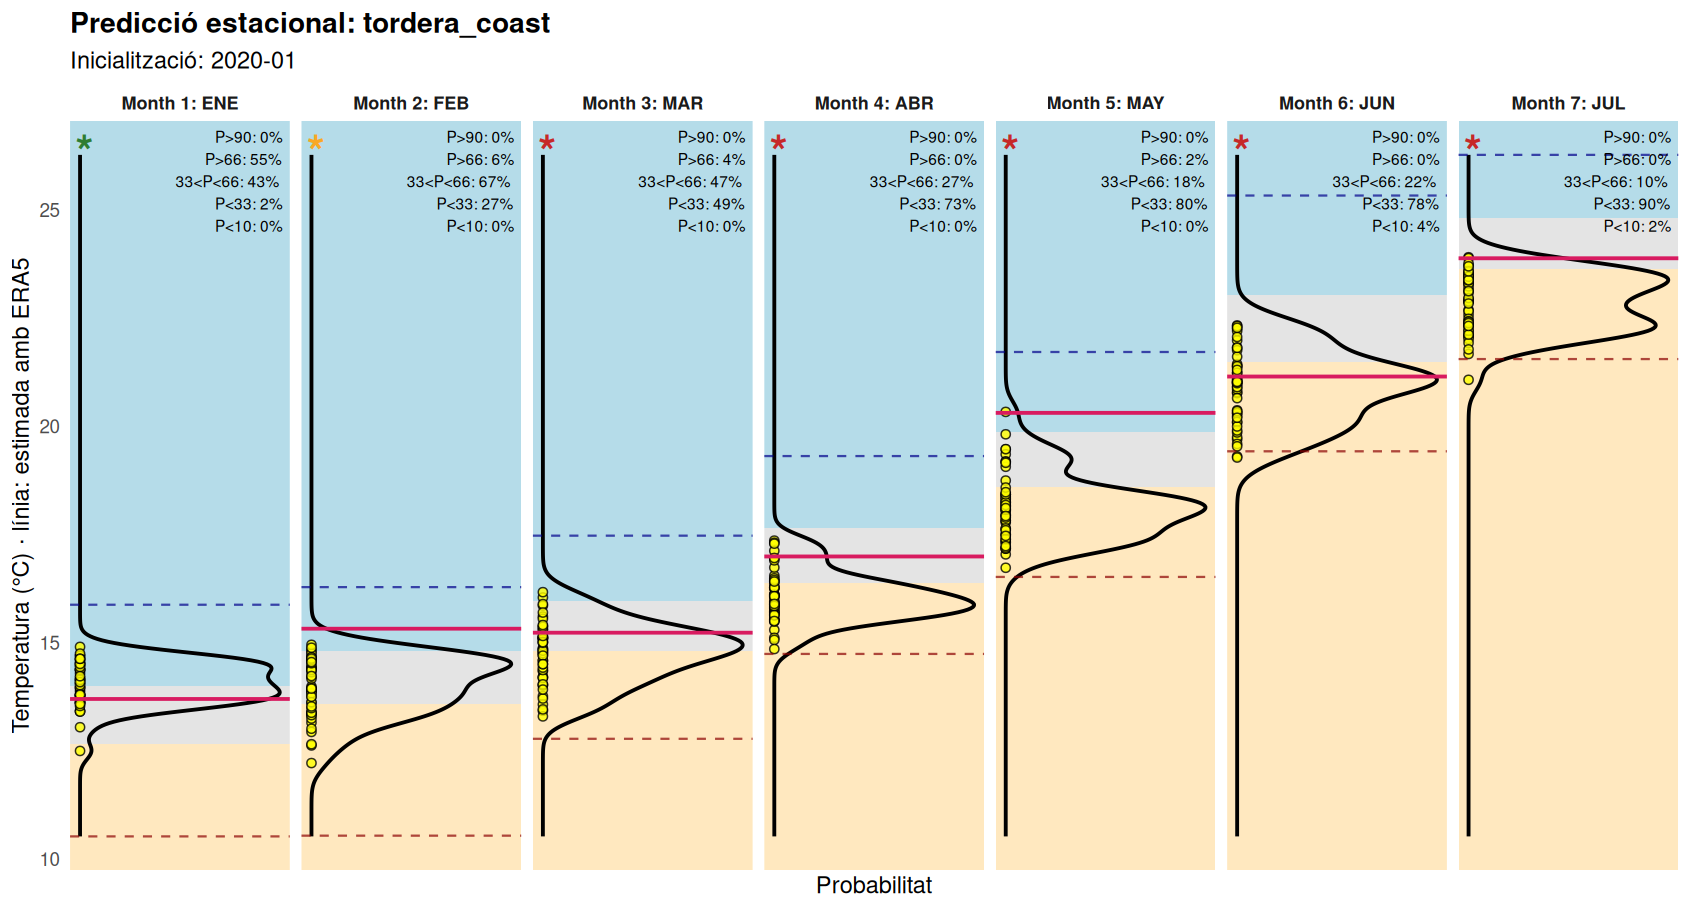 Predicció estacional: tordera_coast
Inicialització: 2020-01
Month 1: ENE
Month 2: FEB
Month 3: MAR
Month 4: ABR
Month 5: MAY
Month 6: JUN
Month 7: JUL
*
P>90: 0%
P>66: 55%
33<P<66: 43%
P<33: 2%
P<10: 0%
*
P>90: 0%
P>66: 6%
33<P<66: 67%
P<33: 27%
P<10: 0%
*
P>90: 0%
P>66: 4%
33<P<66: 47%
P<33: 49%
P<10: 0%
*
P>90: 0%
P>66: 0%
33<P<66: 27%
P<33: 73%
P<10: 0%
*
P>90: 0%
P>66: 2%
33<P<66: 18%
P<33: 80%
P<10: 0%
*
P>90: 0%
P>66: 0%
33<P<66: 22%
P<33: 78%
P<10: 4%
*
P>90: 0%
P>66: 0%
33<P<66: 10%
P<33: 90%
P<10: 2%
25
20
15
10
Temperatura (°C) · línia: estimada amb ERA5
Probabilitat